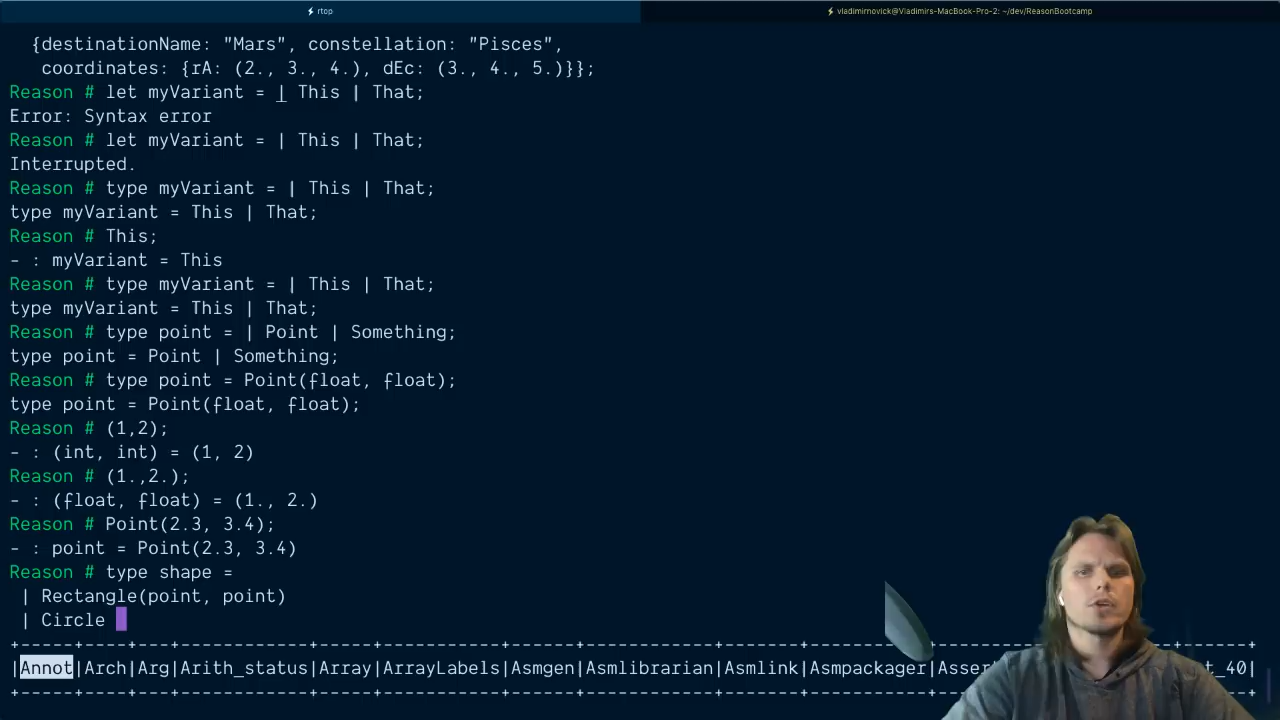 ⚡ rtop
⚡ vladimirnovick@Vladimirs-MacBook-Pro-2: ~/dev/ReasonBootcamp
{destinationName: "Mars", constellation: "Pisces",
coordinates: {rA: (2., 3., 4.), dEc: (3., 4., 5.)}};
Reason # let myVariant = | This | That;
Error: Syntax error
Reason # let myVariant = | This | That;
Interrupted.
Reason # type myVariant = | This | That;
type myVariant = This | That;
Reason # This;
- : myVariant = This
Reason # type myVariant = | This | That;
type myVariant = This | That;
Reason # type point = | Point | Something;
type point = Point | Something;
Reason # type point = Point(float, float);
type point = Point(float, float);
Reason # (1,2);
- : (int, int) = (1, 2)
Reason # (1.,2.);
- : (float, float) = (1., 2.)
Reason # Point(2.3, 3.4);
- : point = Point(2.3, 3.4)
Reason # type shape =
| Rectangle(point, point)
| Circle
|Annot|Arch|Arg|Arith_status|Array|ArrayLabels|Asmgen|Asmlibrarian|Asmlink|Asmpackager|